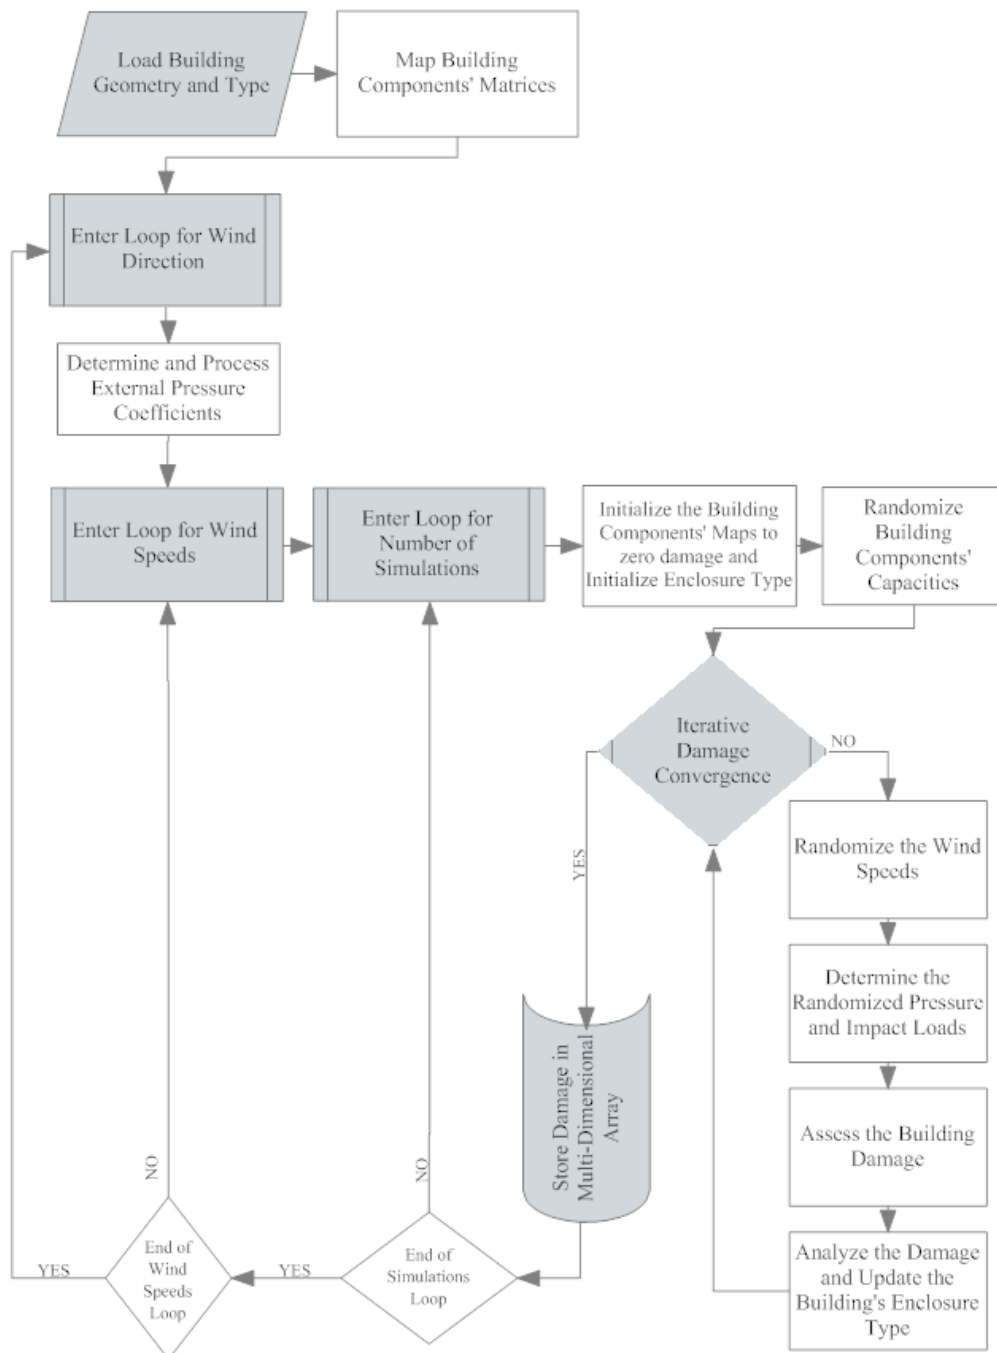 Load Building
Geometry and Type
Map Building
Components' Matrices
Enter Loop for Wind
Direction
Determine and Process
External Pressure
Coefficients
Enter Loop for Wind
Speeds
Enter Loop for
Number of
Simulations
Initialize the Building
Components' Maps to
zero damage and
Initialize Enclosure Type
Randomize
Building
Components'
Capacities
Iterative
Damage
Convergence
NO
YES
Randomize the Wind
Speeds
Determine the
Randomized Pressure
and Impact Loads
Assess the Building
Damage
Analyze the Damage
and Update the
Building's Enclosure
Type
Store Damage in
Multi-Dimensional
Array
End of
Simulations
Loop
NO
YES
End of
Wind
Speeds
Loop
NO
YES